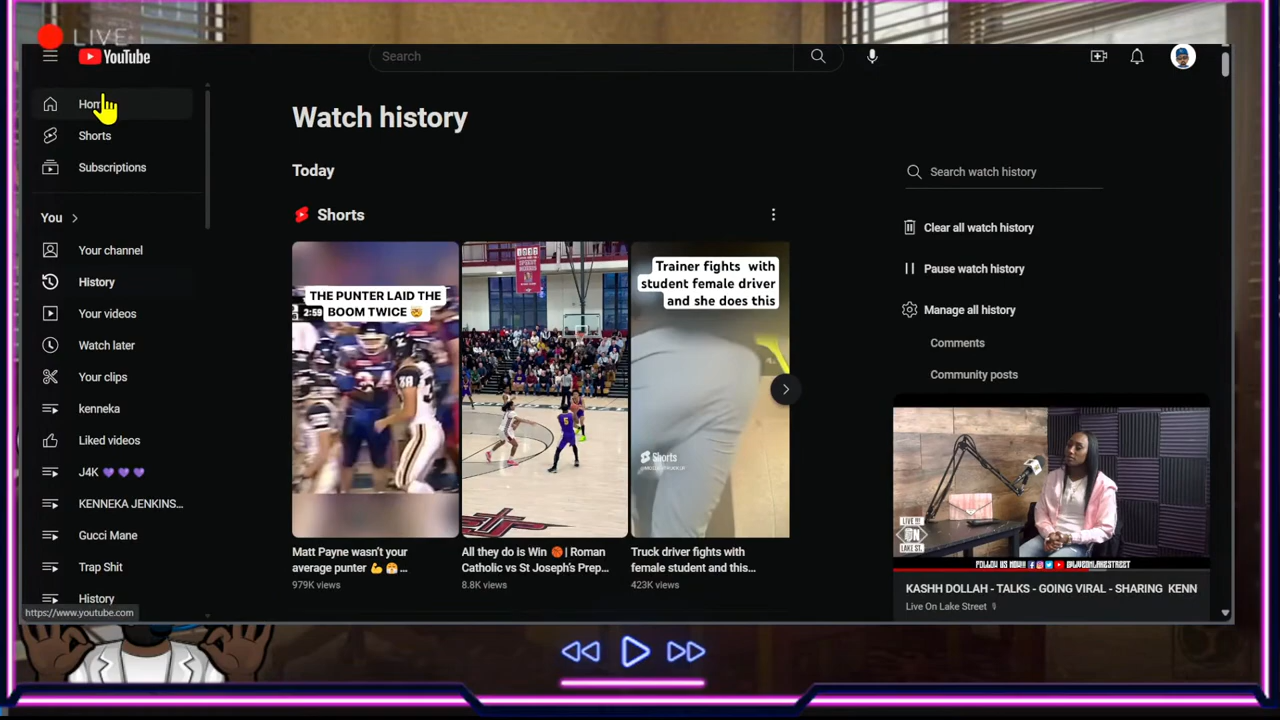 LIVE
YouTube
Search
Home
Shorts
Subscriptions
You
Your channel
History
Your videos
Watch later
Your clips
kenneka
Liked videos
J4K 💜💜💜
KENNEKA JENKINS...
Gucci Mane
Trap Shit
History
https://www.youtube.com
Watch history
Today
Shorts
THE PUNTER LAID THE
2:59 BOOM TWICE 🤯
Trainer fights with
student female driver
and she does this
Shorts
Matt Payne wasn't your
average punter 💪😤...
979K views
All they do is Win 🏀 | Roman
Catholic vs St Joseph's Prep...
8.8K views
Truck driver fights with
female student and this...
423K views
Search watch history
Clear all watch history
Pause watch history
Manage all history
Comments
Community posts
LIVE !!!
ON
LAKE ST.
FOLLOW US NOW!! @LIVEONLAKESTREET
KASHH DOLLAH - TALKS - GOING VIRAL - SHARING KENN
Live On Lake Street